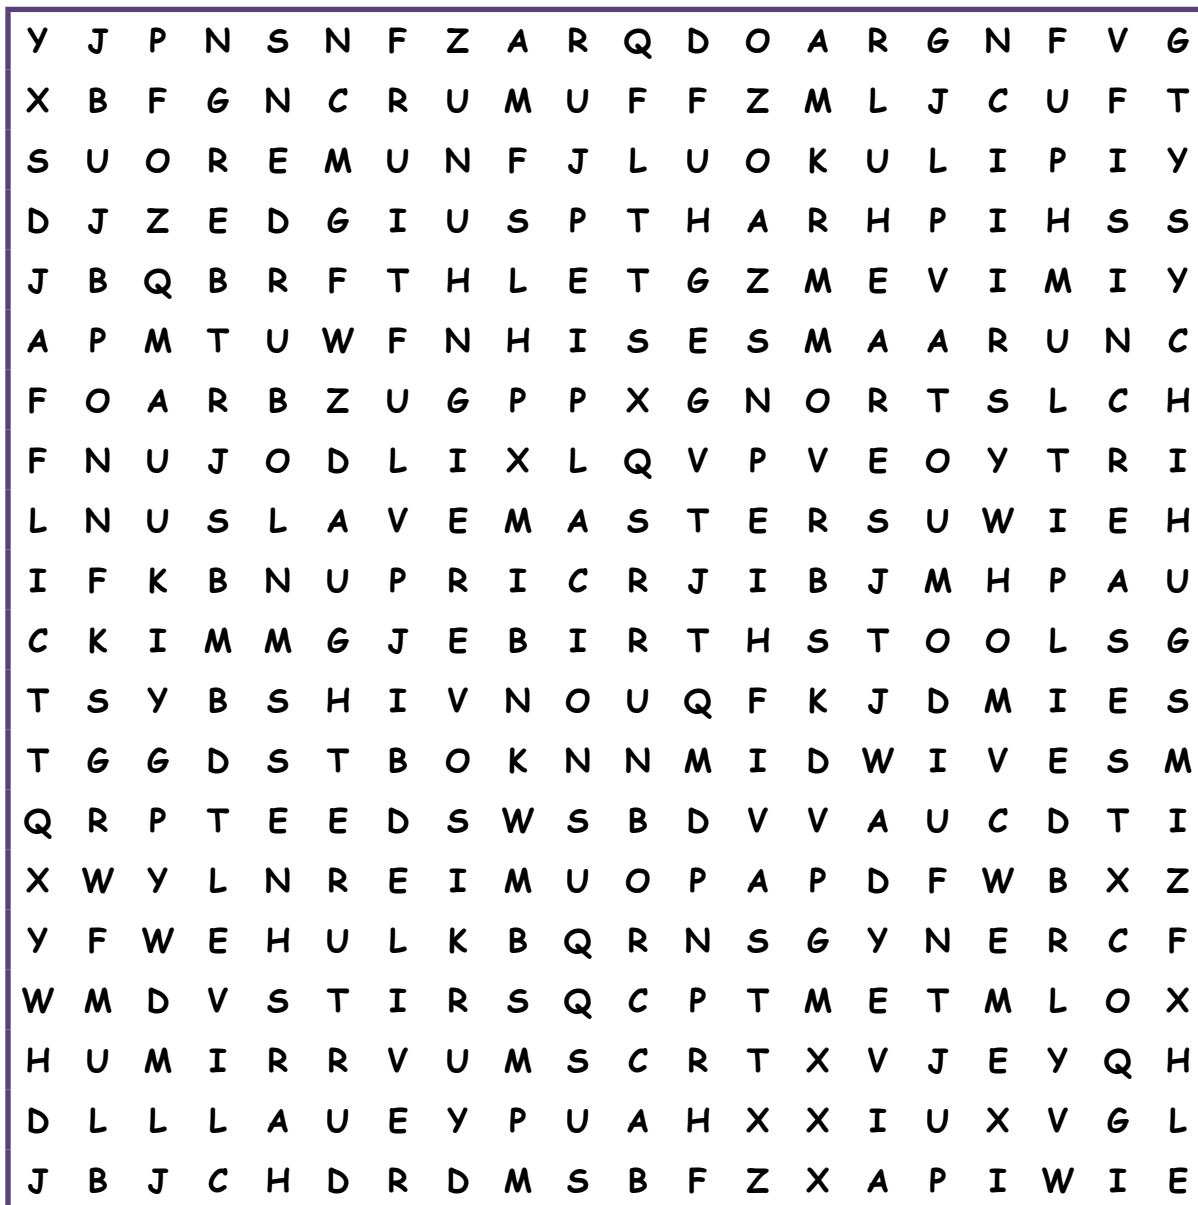 Y J P N S N F Z A R Q D O A R G N F V G
X B F G N C R U M U F F Z M L J C U F T
S U O R E M U N F J L U O K U L I P I Y
D J Z E D G I U S P T H A R H P I H S S
J B Q B R F T H L E T G Z M E V I M I Y
A P M T U W F N H I S E S M A A R U N C
F O A R B Z U G P P X G N O R T S L C H
F N U J O D L I X L Q V P V E O Y T R I
L N U S L A V E M A S T E R S U W I E H
I F K B N U P R I C R J I B J M H P A U
C K I M M G J E B I R T H S T O O L S G
T S Y B S H I V N O U Q F K J D M I E S
T G G D S T B O K N N M I D W I V E S M
Q R P T E E D S W S B D V V A U C D T I
X W Y L N R E I M U O P A P D F W B X Z
Y F W E H U L K B Q R N S G Y N E R C F
W M D V S T I R S Q C P T M E T M L O X
H U M I R R V U M S C R T X V J E Y Q H
D L L L A U E Y P U A H X X I U X V G L
J B J C H D R D M S B F Z X A P I W I E